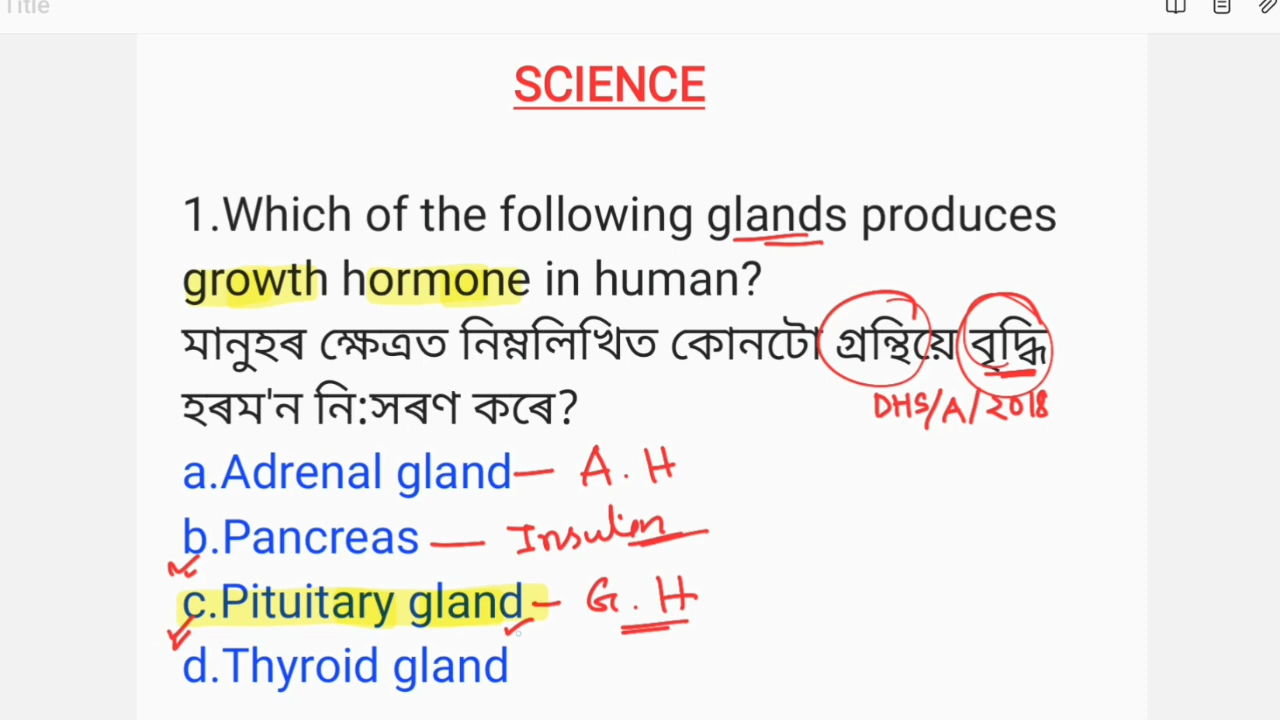 Title
SCIENCE
1.Which of the following glands produces
growth hormone in human?
মানুহৰ ক্ষেত্ৰত নিম্নলিখিত কোনটো গ্ৰন্থিয়ে বৃদ্ধি
হৰম'ন নি:সৰণ কৰে?
DHS/A/2018
a.Adrenal gland— A.H
b.Pancreas — Insulin
c.Pituitary gland – G.H
d.Thyroid gland